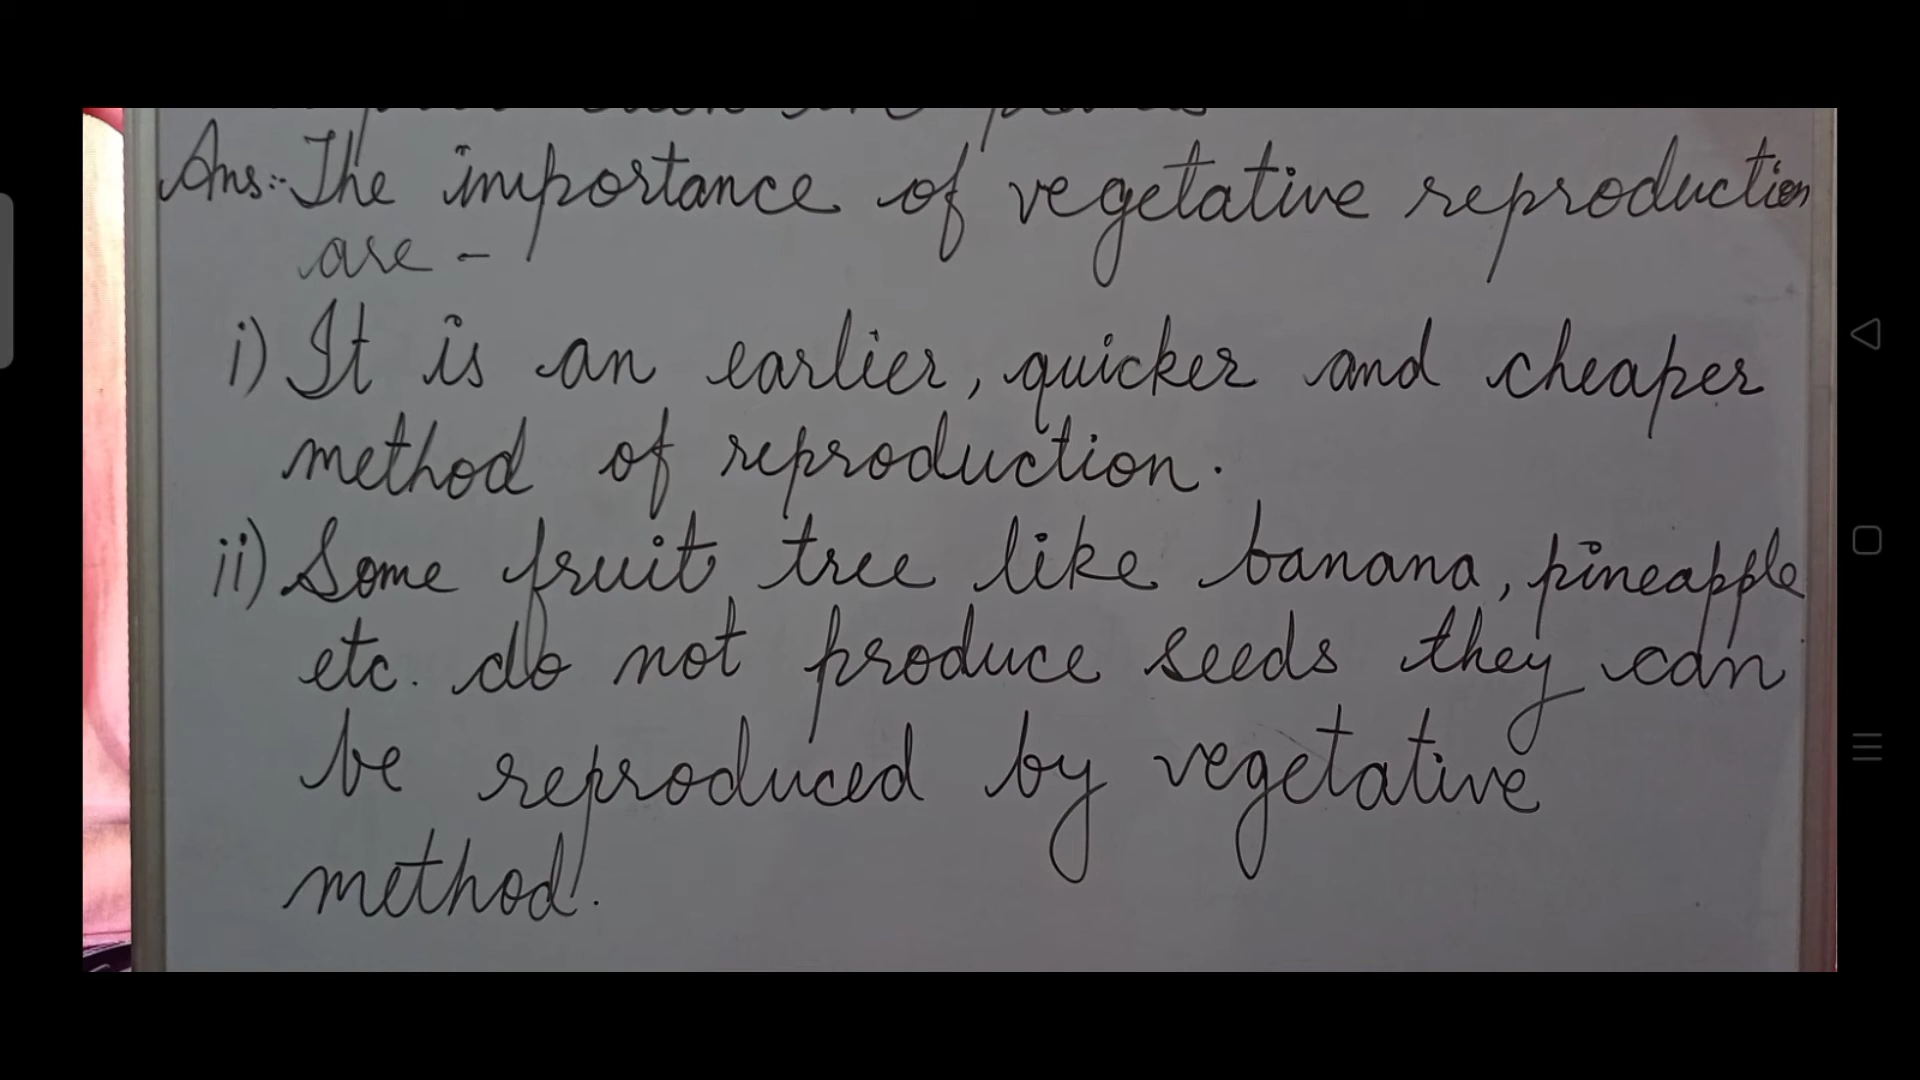 Ans:- The importance of vegetative reproduction
are -
i) It is an earlier, quicker and cheaper
method of reproduction.
ii) Some fruit tree like banana, pineapple
etc. do not produce seeds they can
be reproduced by vegetative
method.